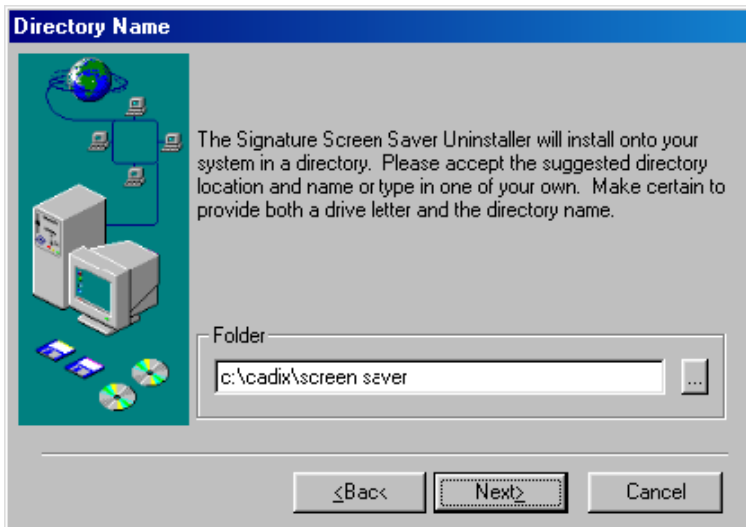 Directory Name
The Signature Screen Saver Uninstaller will install onto your
system in a directory. Please accept the suggested directory
location and name or type in one of your own. Make certain to
provide both a drive letter and the directory name.
Folder
c:\cadix\screen saver
...
<Back
Next>
Cancel